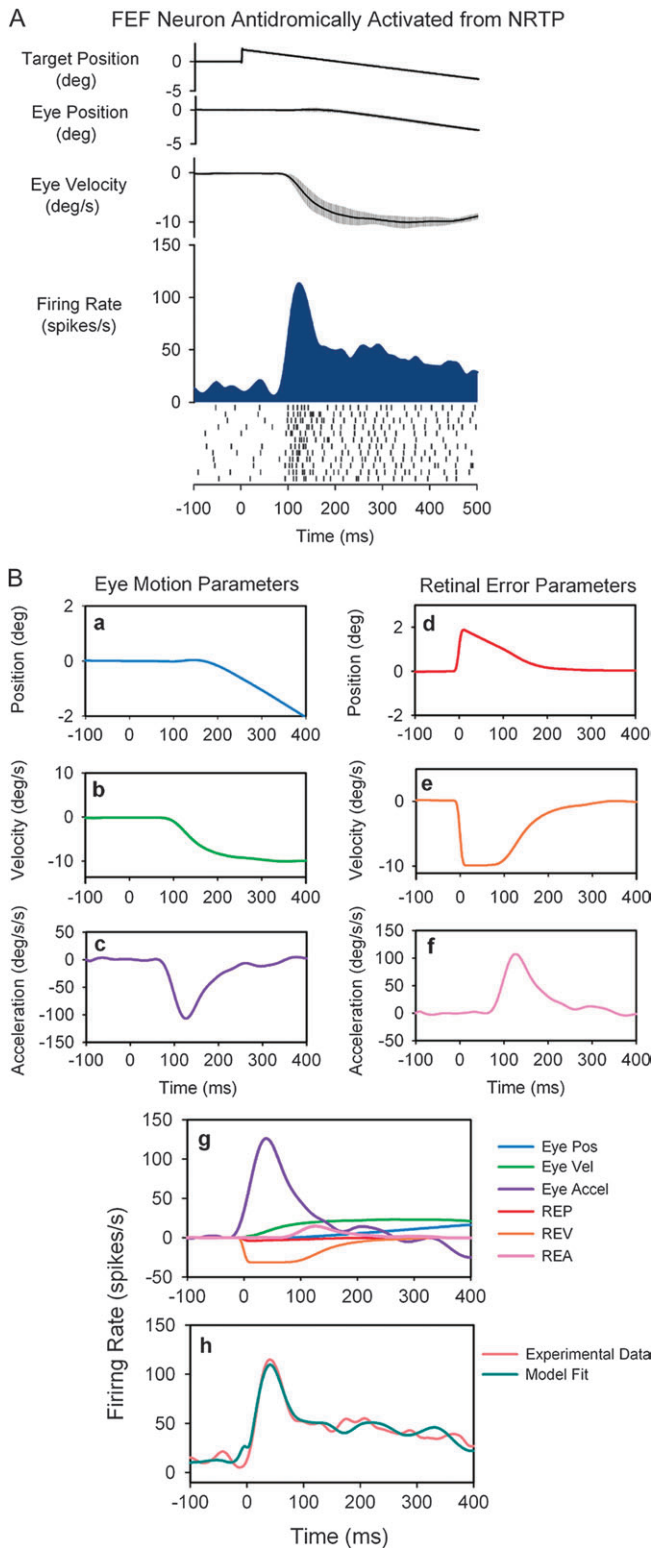 A
FEF Neuron Antidromically Activated from NRTP
Target Position
(deg)
0
-5
Eye Position
(deg)
0
-5
Eye Velocity
(deg/s)
0
-10
Firing Rate
(spikes/s)
150
100
50
0
-100 0 100 200 300 400 500
Time (ms)
B
Eye Motion Parameters
Retinal Error Parameters
Position (deg)
2
0
-2
a
-100 0 100 200 300 400
Position (deg)
2
0
-2
d
-100 0 100 200 300 400
Velocity (deg/s)
10
0
-10
b
-100 0 100 200 300 400
Velocity (deg/s)
0
-10
e
-100 0 100 200 300 400
Acceleration (deg/s/s)
50
0
-50
-100
-150
c
-100 0 100 200 300 400
Time (ms)
Acceleration (deg/s/s)
150
100
50
0
-50
f
-100 0 100 200 300 400
Time (ms)
150
100
50
0
-50
g
-100 0 100 200 300 400
Eye Pos
Eye Vel
Eye Accel
REP
REV
REA
Firirng Rate (spikes/s)
150
100
50
0
h
-100 0 100 200 300 400
Experimental Data
Model Fit
Time (ms)